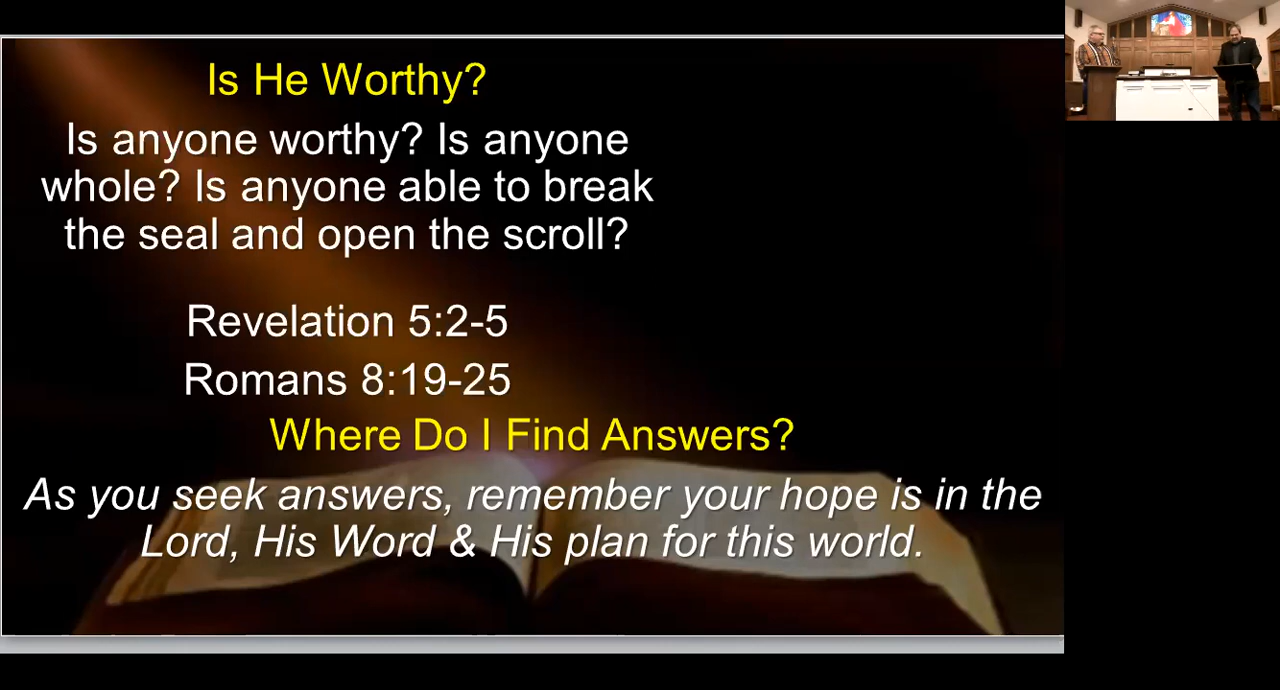 Is He Worthy?
Is anyone worthy? Is anyone
whole? Is anyone able to break
the seal and open the scroll?
Revelation 5:2-5
Romans 8:19-25
Where Do I Find Answers?
As you seek answers, remember your hope is in the
Lord, His Word & His plan for this world.